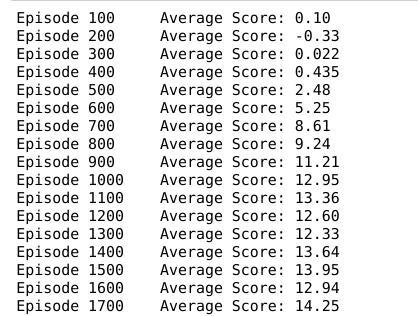 Episode 100 Average Score: 0.10
Episode 200 Average Score: -0.33
Episode 300 Average Score: 0.022
Episode 400 Average Score: 0.435
Episode 500 Average Score: 2.48
Episode 600 Average Score: 5.25
Episode 700 Average Score: 8.61
Episode 800 Average Score: 9.24
Episode 900 Average Score: 11.21
Episode 1000 Average Score: 12.95
Episode 1100 Average Score: 13.36
Episode 1200 Average Score: 12.60
Episode 1300 Average Score: 12.33
Episode 1400 Average Score: 13.64
Episode 1500 Average Score: 13.95
Episode 1600 Average Score: 12.94
Episode 1700 Average Score: 14.25